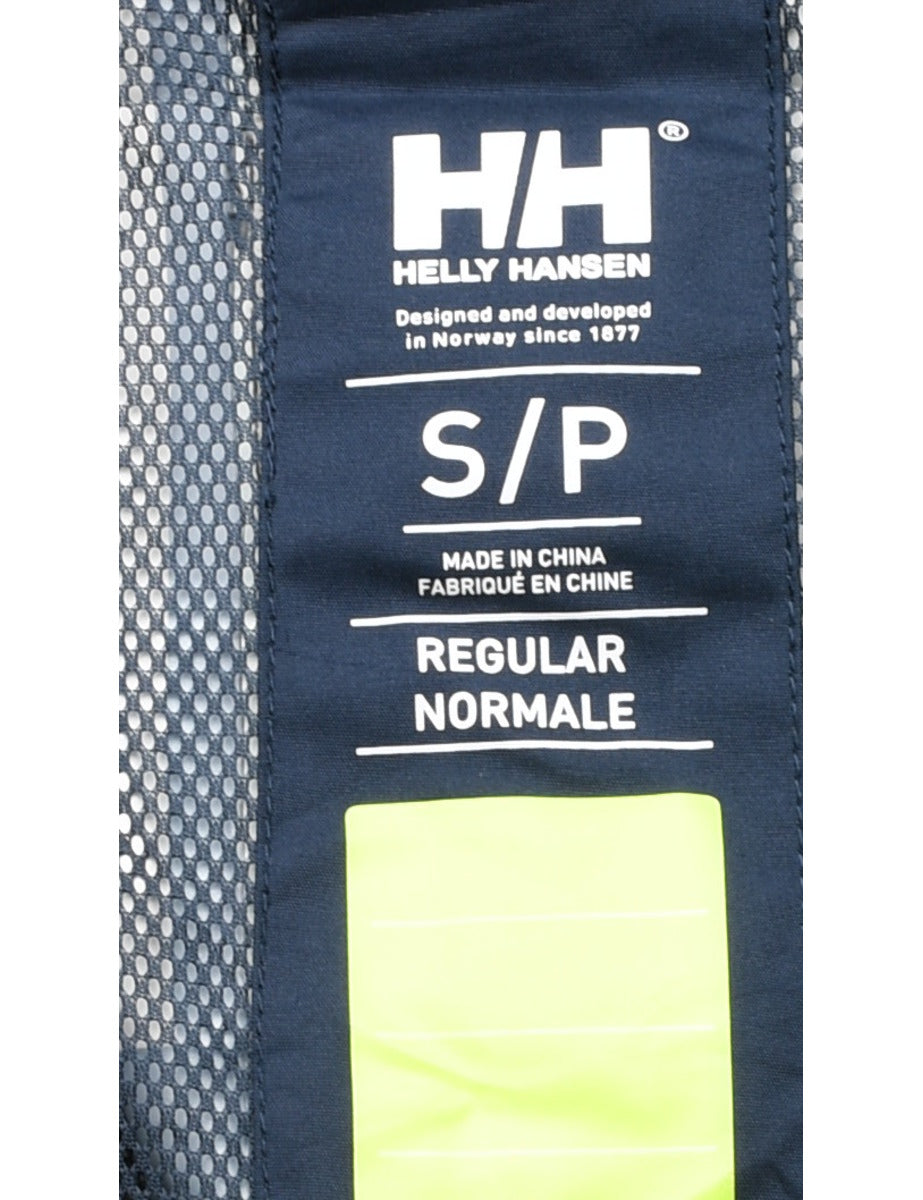 HH®
HELLY HANSEN
Designed and developed
in Norway since 1877
S/P
MADE IN CHINA
FABRIQUÉ EN CHINE
REGULAR
NORMALE